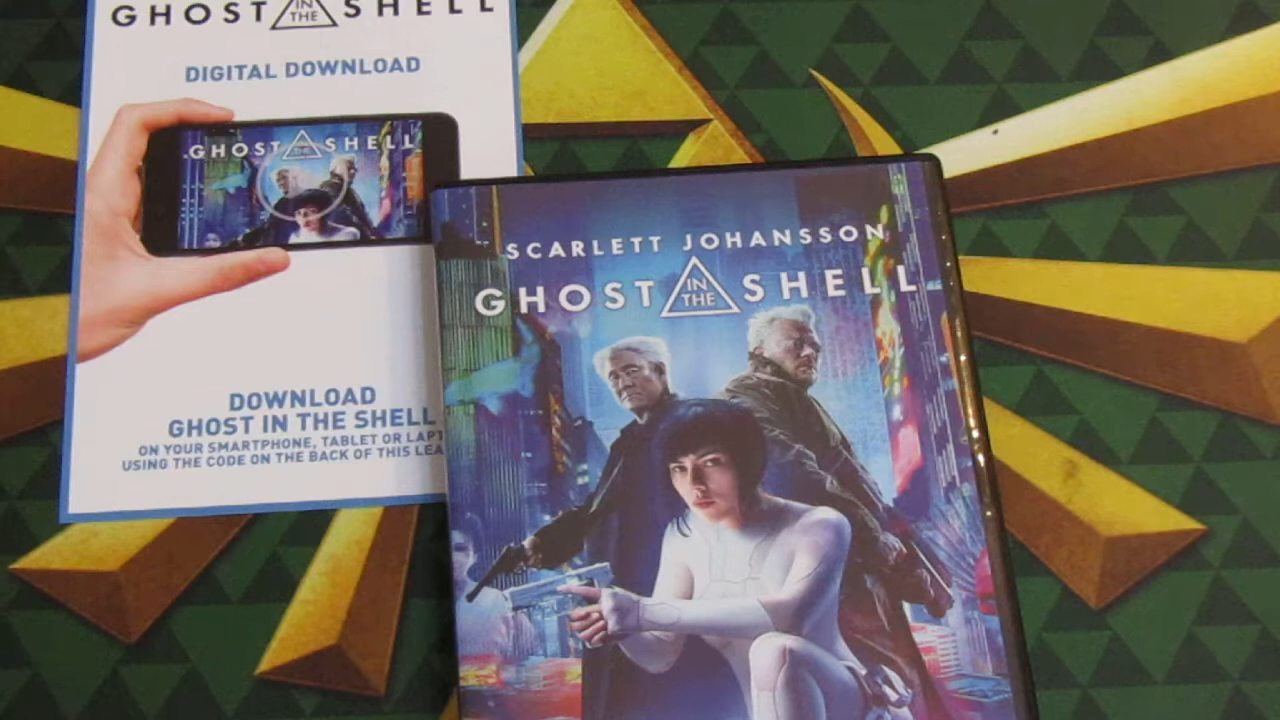 GHOST IN THE SHELL
DIGITAL DOWNLOAD
GHOST IN THE SHELL
DOWNLOAD
GHOST IN THE SHELL
ON YOUR SMARTPHONE, TABLET OR LAPT
USING THE CODE ON THE BACK OF THIS LEA
SCARLETT JOHANSSON
GHOST IN THE SHELL